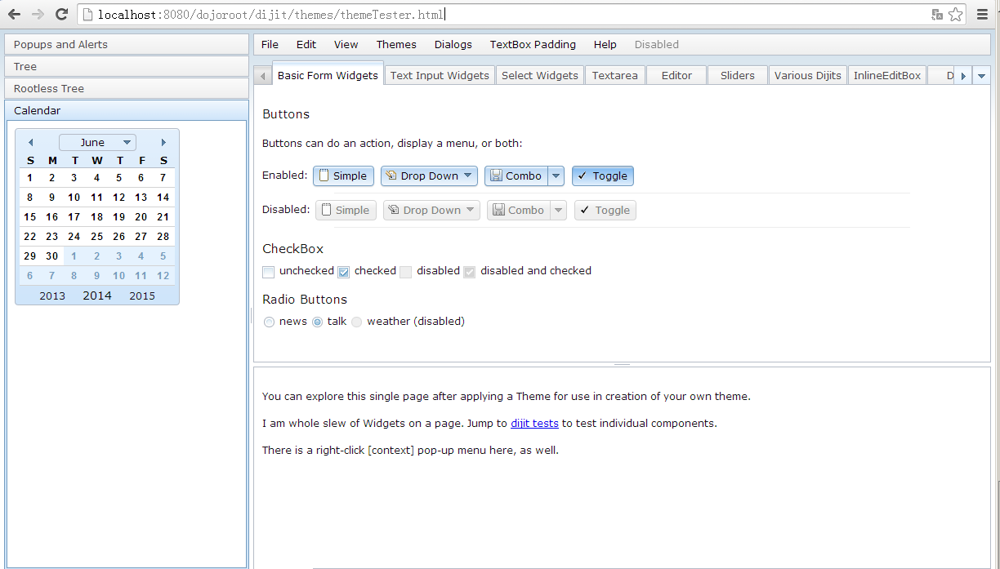 localhost:8080/dojoroot/dijit/themes/themeTester.html
Popups and Alerts
Tree
Rootless Tree
Calendar
June
S M T W T F S
1 2 3 4 5 6 7
8 9 10 11 12 13 14
15 16 17 18 19 20 21
22 23 24 25 26 27 28
29 30 1 2 3 4 5
6 7 8 9 10 11 12
2013 2014 2015
File Edit View Themes Dialogs TextBox Padding Help Disabled
Basic Form Widgets Text Input Widgets Select Widgets Textarea Editor Sliders Various Dijits InlineEditBox D
Buttons
Buttons can do an action, display a menu, or both:
Enabled: Simple Drop Down Combo Toggle
Disabled: Simple Drop Down Combo Toggle
CheckBox
unchecked checked disabled disabled and checked
Radio Buttons
news talk weather (disabled)
You can explore this single page after applying a Theme for use in creation of your own theme.
I am whole slew of Widgets on a page. Jump to dijit tests to test individual components.
There is a right-click [context] pop-up menu here, as well.